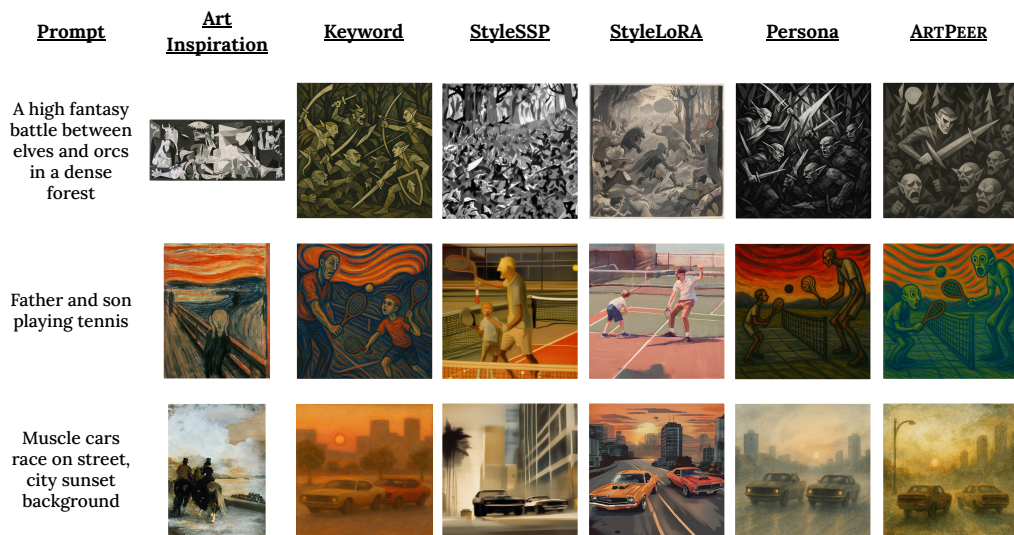 Prompt
Art
Inspiration
Keyword
StyleSSP
StyleLoRA
Persona
ARTPEER
A high fantasy
battle between
elves and orcs
in a dense
forest
Father and son
playing tennis
Muscle cars
race on street,
city sunset
background